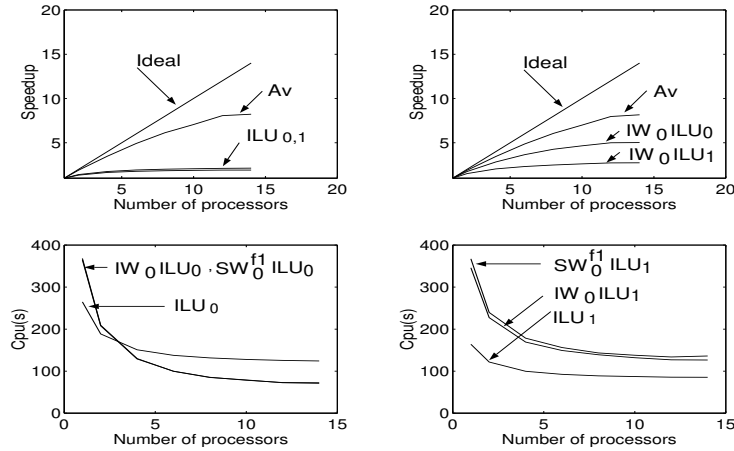 20
15
10
5
Speedup
Ideal
Av
ILU 0,1
5 10 15 20
Number of processors
20
15
10
5
Speedup
Ideal
Av
IW 0 ILU0
IW 0 ILU1
5 10 15 20
Number of processors
400
300
200
100
0
Cpu(s)
IW 0 ILU0 , SW f1 0 ILU0
ILU 0
0 5 10 15
Number of processors
400
300
200
100
0
Cpu(s)
SW f1 0 ILU1
IW 0 ILU1
ILU 1
0 5 10 15
Number of processors